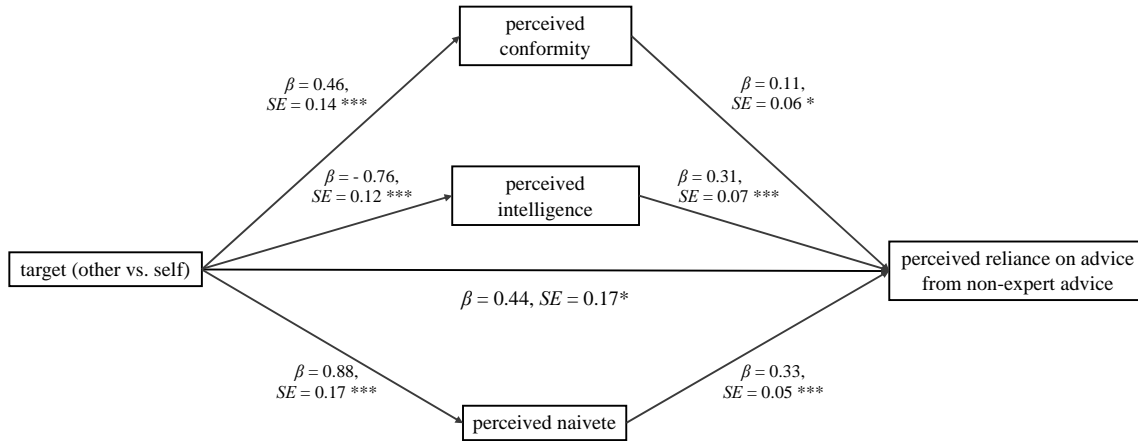 perceived
conformity
β = 0.46,
SE = 0.14 ***
β = 0.11,
SE = 0.06 *
β = - 0.76,
SE = 0.12 ***
perceived
intelligence
β = 0.31,
SE = 0.07 ***
target (other vs. self)
perceived reliance on advice
from non-expert advice
β = 0.44, SE = 0.17*
β = 0.88,
SE = 0.17 ***
β = 0.33,
SE = 0.05 ***
perceived naivete